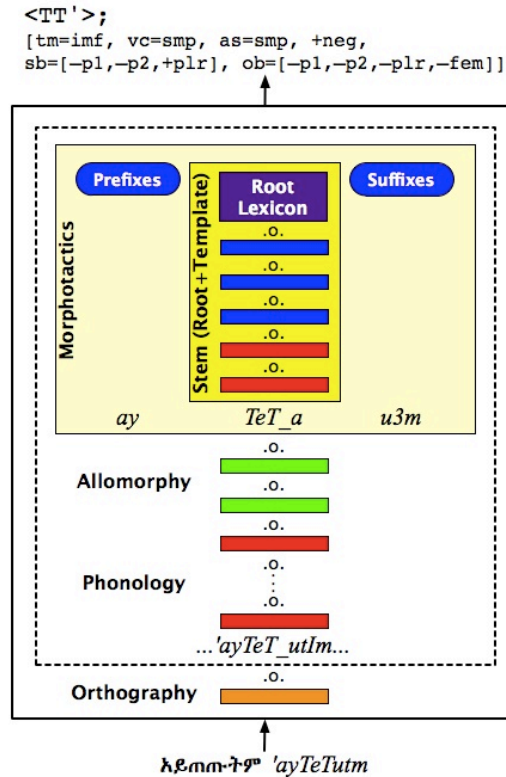 <TT'>;
[tm=imf, vc=smp, as=smp, +neg,
sb=[–p1,–p2,+plr], ob=[–p1,–p2,–plr,–fem]]
Morphotactics
Prefixes
Stem (Root+Template)
Root
Lexicon
Suffixes
.o.
.o.
.o.
.o.
.o.
ay TeT_a u3m
.o.
Allomorphy
.o.
.o.
.o.
Phonology
.o.
...'ayTeT_utIm...
.o.
Orthography
አይጠጡትም 'ayTeTutm